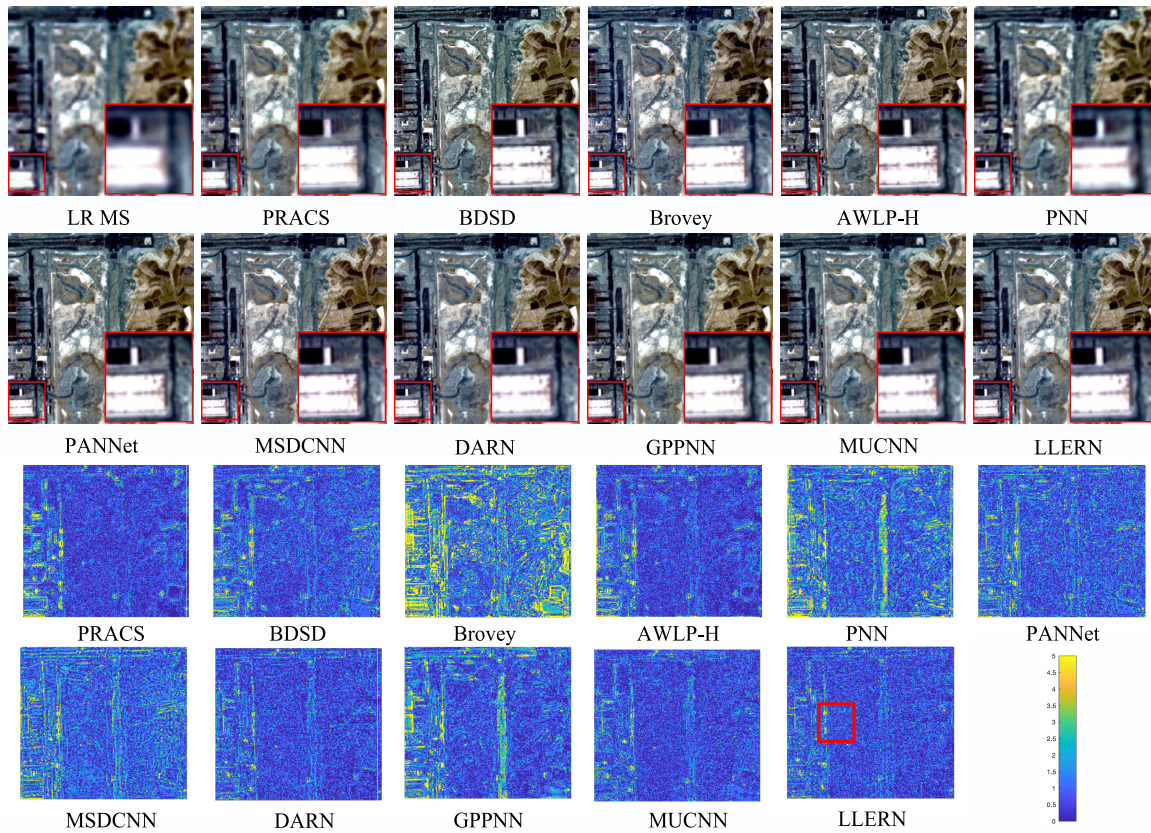 LR MS PRACS BDSD Brovey AWLP-H PNN
PANNet MSDCNN DARN GPPNN MUCNN LLERN
PRACS BDSD Brovey AWLP-H PNN PANNet
MSDCNN DARN GPPNN MUCNN LLERN
5
4.5
4
3.5
3
2.5
2
1.5
1
0.5
0